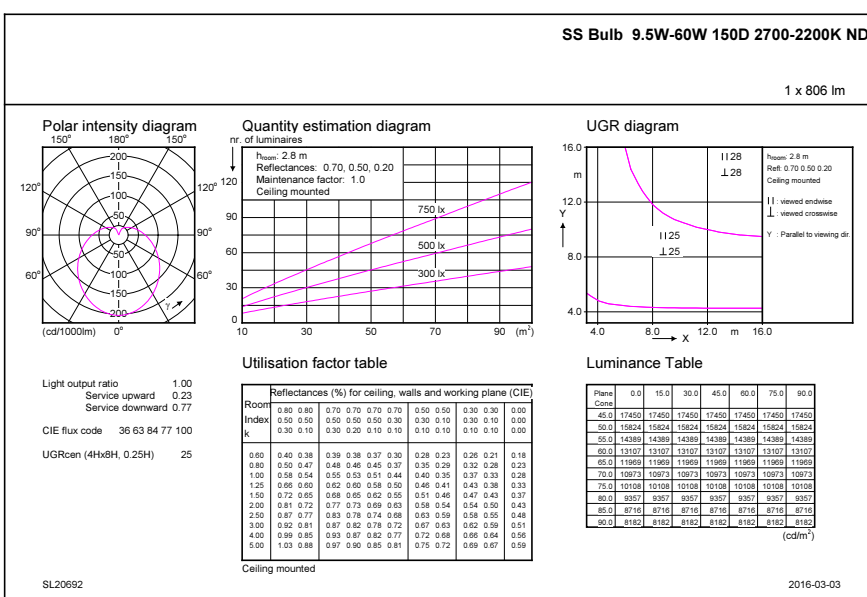 SS Bulb 9.5W-60W 150D 2700-2200K ND
1 x 806 lm
Polar intensity diagram
150° 180° 150°
200
150
120° 100 120°
50
90° 90°
50
60° 100 60°
150
γ
200
(cd/1000lm) 0°
Quantity estimation diagram
nr. of luminaires
hroom: 2.8 m
Reflectances: 0.70, 0.50, 0.20
Maintenance factor: 1.0
Ceiling mounted
120
90
60
30
0
750 lx
500 lx
300 lx
10 30 50 70 90 (m²)
UGR diagram
16.0
m
12.0
Y
8.0
4.0
28
⊥28
25
⊥25
4.0 8.0 12.0 m 16.0
X
hroom: 2.8 m
Refl: 0.70 0.50 0.20
Ceiling mounted
|| : viewed endwise
⊥ : viewed crosswise
Y : Parallel to viewing dir.
Light output ratio 1.00
Service upward 0.23
Service downward 0.77
CIE flux code 36 63 84 77 100
UGRcen (4Hx8H, 0.25H) 25
Utilisation factor table
Reflectances (%) for ceiling, walls and working plane (CIE)
Room
Index
k
0.80 0.80 0.70 0.70 0.70 0.70 0.50 0.50 0.30 0.30 0.00
0.50 0.50 0.50 0.50 0.50 0.30 0.30 0.10 0.30 0.10 0.00
0.30 0.10 0.30 0.20 0.10 0.10 0.10 0.10 0.10 0.10 0.00
0.60 0.40 0.38 0.39 0.38 0.37 0.30 0.28 0.23 0.26 0.21 0.18
0.80 0.50 0.47 0.48 0.46 0.45 0.37 0.35 0.29 0.32 0.28 0.23
1.00 0.58 0.54 0.55 0.53 0.51 0.44 0.40 0.35 0.37 0.33 0.28
1.25 0.66 0.60 0.62 0.60 0.58 0.50 0.46 0.41 0.43 0.38 0.33
1.50 0.72 0.65 0.68 0.65 0.62 0.55 0.51 0.46 0.47 0.43 0.37
2.00 0.81 0.72 0.77 0.73 0.69 0.63 0.58 0.54 0.54 0.50 0.43
2.50 0.87 0.77 0.83 0.78 0.74 0.68 0.63 0.59 0.58 0.55 0.48
3.00 0.92 0.81 0.87 0.82 0.78 0.72 0.67 0.63 0.62 0.59 0.51
4.00 0.99 0.85 0.93 0.87 0.82 0.77 0.72 0.68 0.66 0.64 0.56
5.00 1.03 0.88 0.97 0.90 0.85 0.81 0.75 0.72 0.69 0.67 0.59
Ceiling mounted
Luminance Table
Plane 0.0 15.0 30.0 45.0 60.0 75.0 90.0
Cone
45.0 17450 17450 17450 17450 17450 17450 17450
50.0 15824 15824 15824 15824 15824 15824 15824
55.0 14389 14389 14389 14389 14389 14389 14389
60.0 13107 13107 13107 13107 13107 13107 13107
65.0 11969 11969 11969 11969 11969 11969 11969
70.0 10973 10973 10973 10973 10973 10973 10973
75.0 10108 10108 10108 10108 10108 10108 10108
80.0 9357 9357 9357 9357 9357 9357 9357
85.0 8716 8716 8716 8716 8716 8716 8716
90.0 8182 8182 8182 8182 8182 8182 8182
(cd/m²)
SL20692
2016-03-03